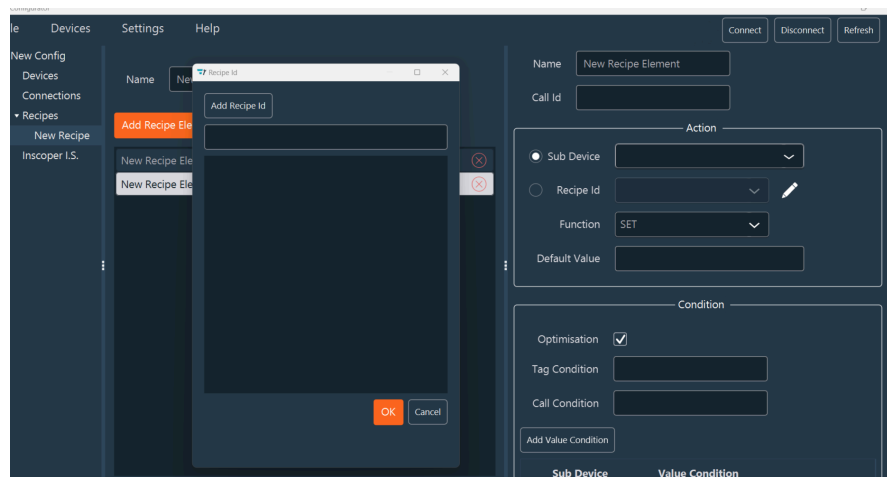 Configurator
le Devices Settings Help
Connect Disconnect Refresh
New Config
Devices
Connections
Recipes
New Recipe
Inscoper I.S.
Name Ne
Add Recipe Ele
New Recipe Ele
New Recipe Ele
Recipe Id
Add Recipe Id
OK Cancel
Name New Recipe Element
Call Id
Action
Sub Device
Recipe Id
Function SET
Default Value
Condition
Optimisation
Tag Condition
Call Condition
Add Value Condition
Sub Device Value Condition